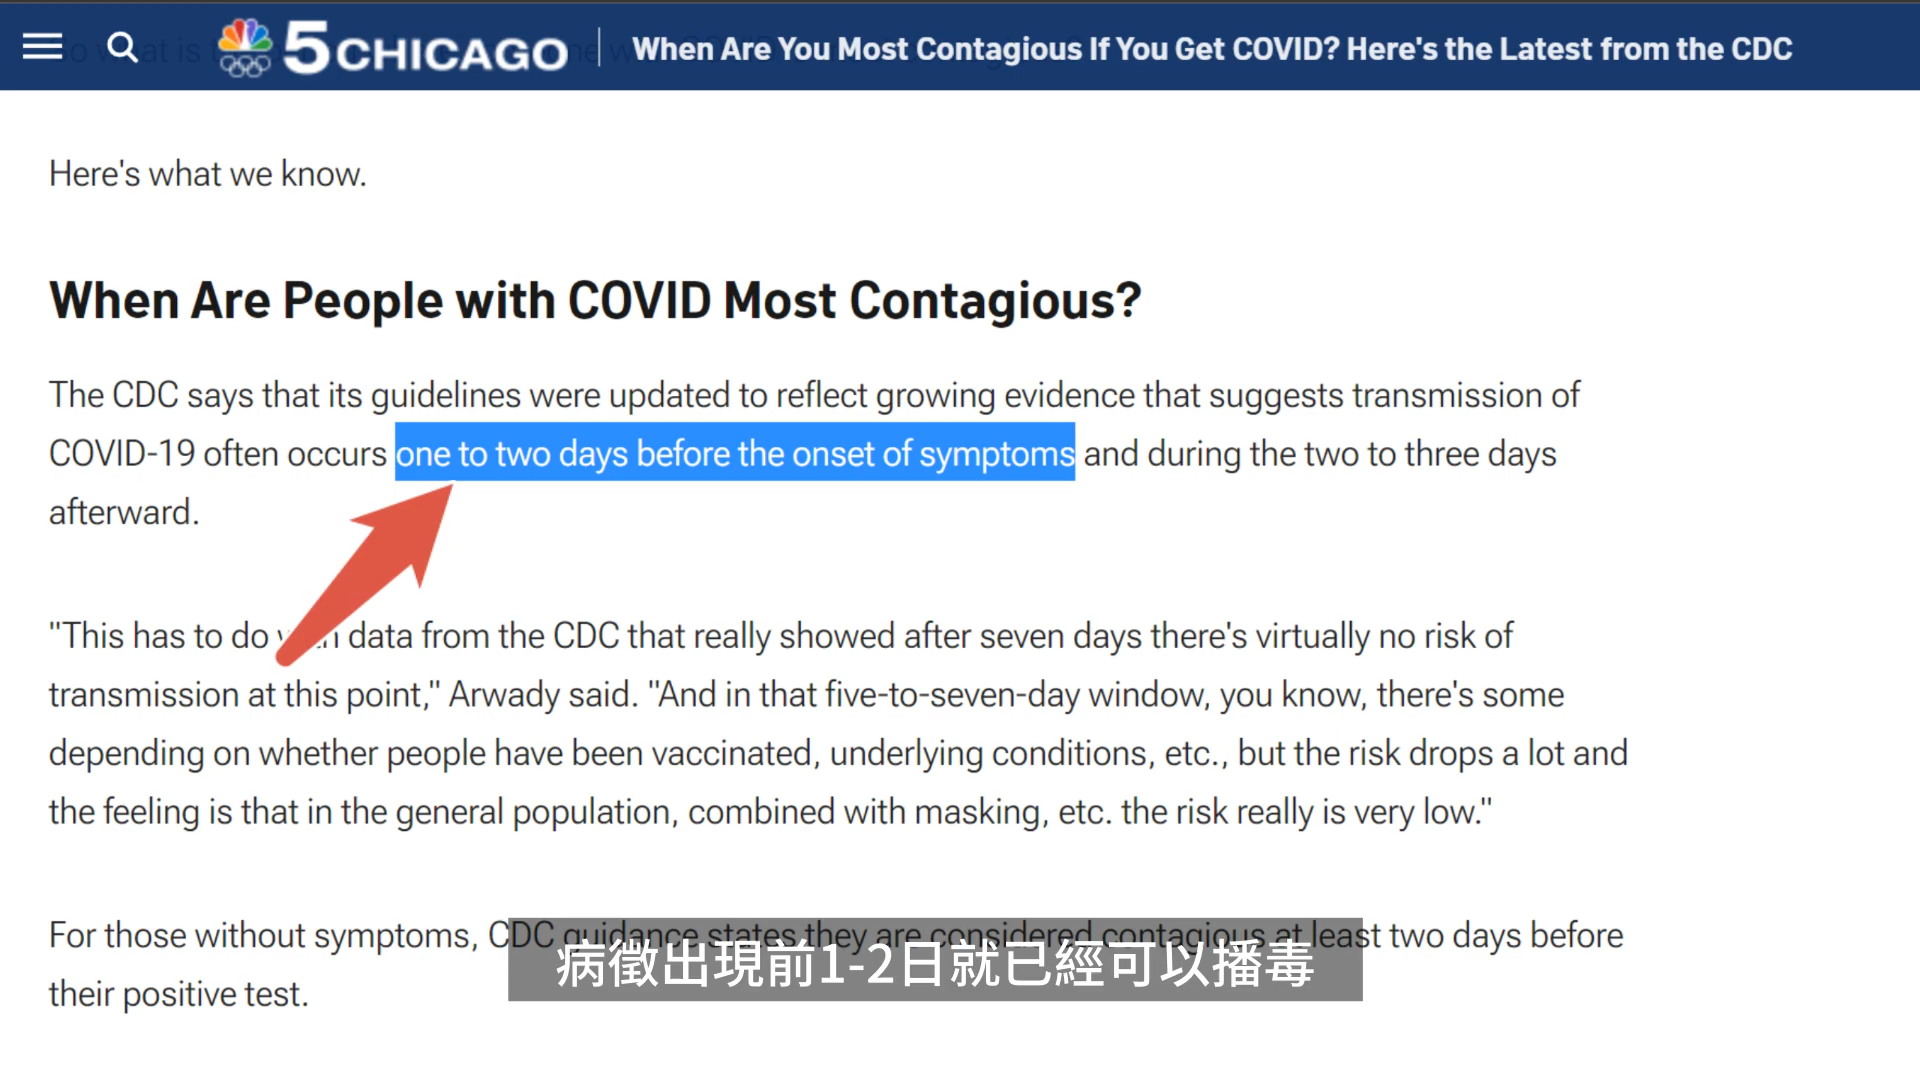 5 CHICAGO
When Are You Most Contagious If You Get COVID? Here's the Latest from the CDC
Here's what we know.
When Are People with COVID Most Contagious?
The CDC says that its guidelines were updated to reflect growing evidence that suggests transmission of
COVID-19 often occurs one to two days before the onset of symptoms and during the two to three days
afterward.
"This has to do data from the CDC that really showed after seven days there's virtually no risk of
transmission at this point," Arwady said. "And in that five-to-seven-day window, you know, there's some
depending on whether people have been vaccinated, underlying conditions, etc., but the risk drops a lot and
the feeling is that in the general population, combined with masking, etc. the risk really is very low."
For those without symptoms, CDC guidance states they are considered contagious at least two days before
their positive test.
病徵出現前1-2日就已經可以播毒